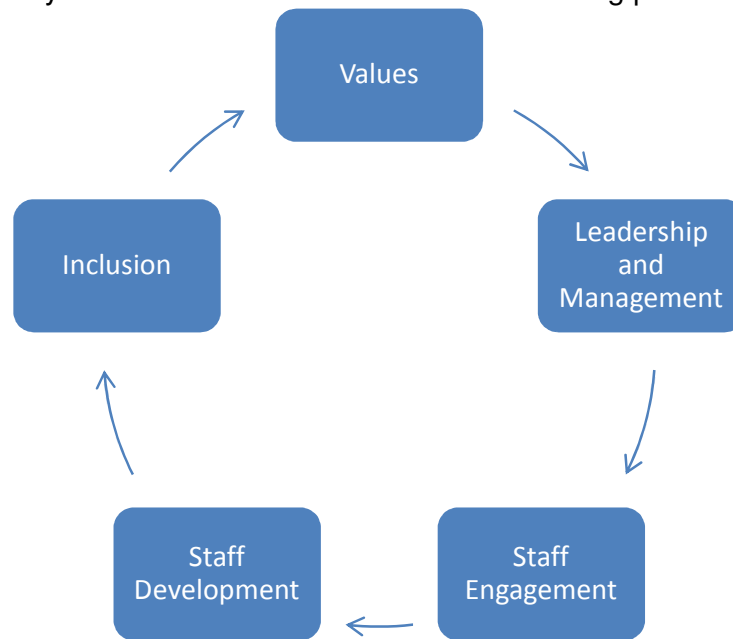 Values
Leadership
and
Management
Inclusion
Staff
Development
Staff
Engagement